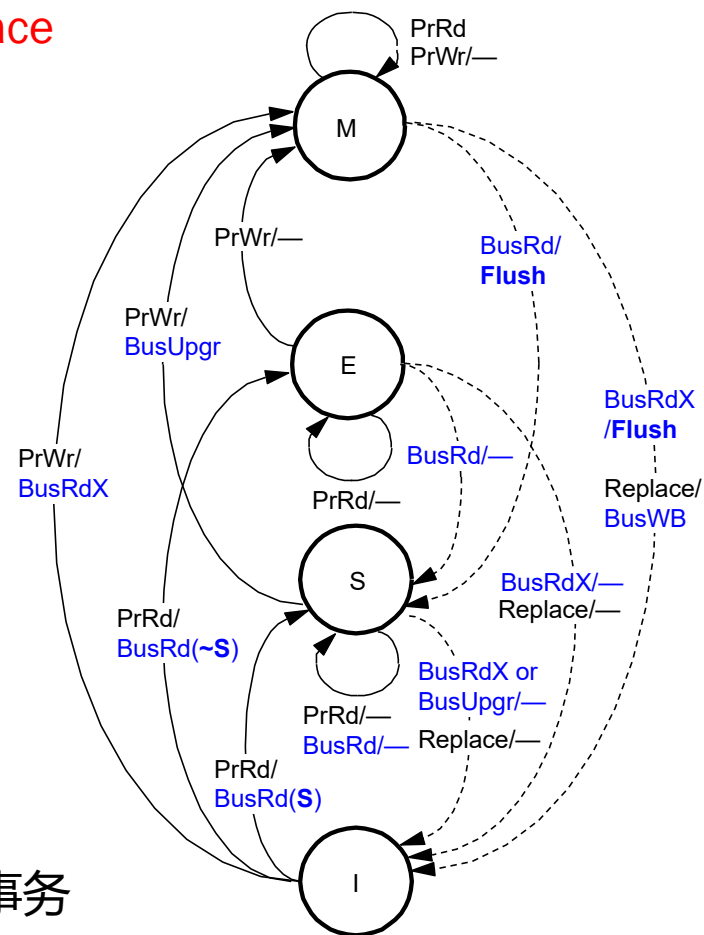 nce
PrRd
PrWr/—
M
PrWr/—
BusRd/
Flush
PrWr/
BusUpgr
E
BusRdX
/Flush
BusRd/—
PrWr/
BusRdX
PrRd/—
Replace/
BusWB
S
BusRdX/—
Replace/—
PrRd/
BusRd(~S)
BusRdX or
BusUpgr/—
PrRd/—
BusRd/—
Replace/—
PrRd/
BusRd(S)
I
事务